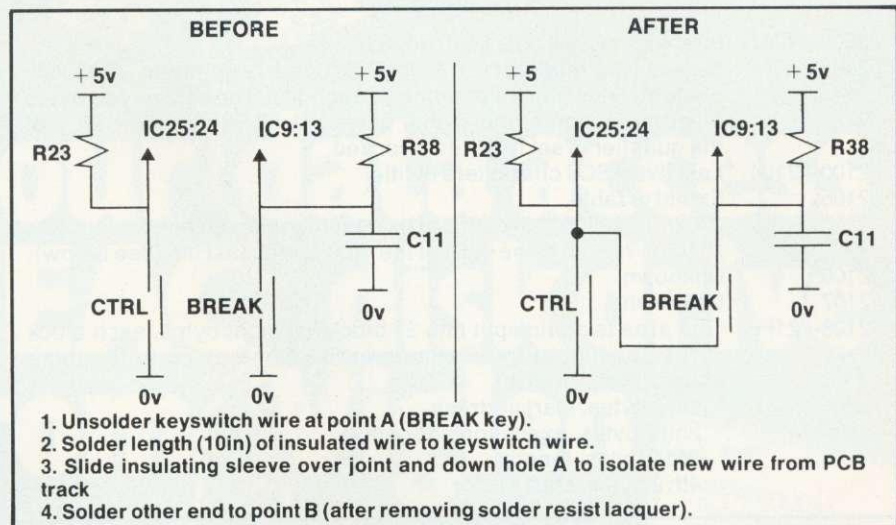 BEFORE
AFTER
+5v
+5v
IC25:24
IC9:13
R23
R38
C11
CTRL
BREAK
0v
0v
0v
+5
+5v
IC25:24
IC9:13
R23
R38
C11
CTRL
BREAK
0v
0v
1. Unsolder keyswitch wire at point A (BREAK key).
2. Solder length (10in) of insulated wire to keyswitch wire.
3. Slide insulating sleeve over joint and down hole A to isolate new wire from PCB
track
4. Solder other end to point B (after removing solder resist lacquer).